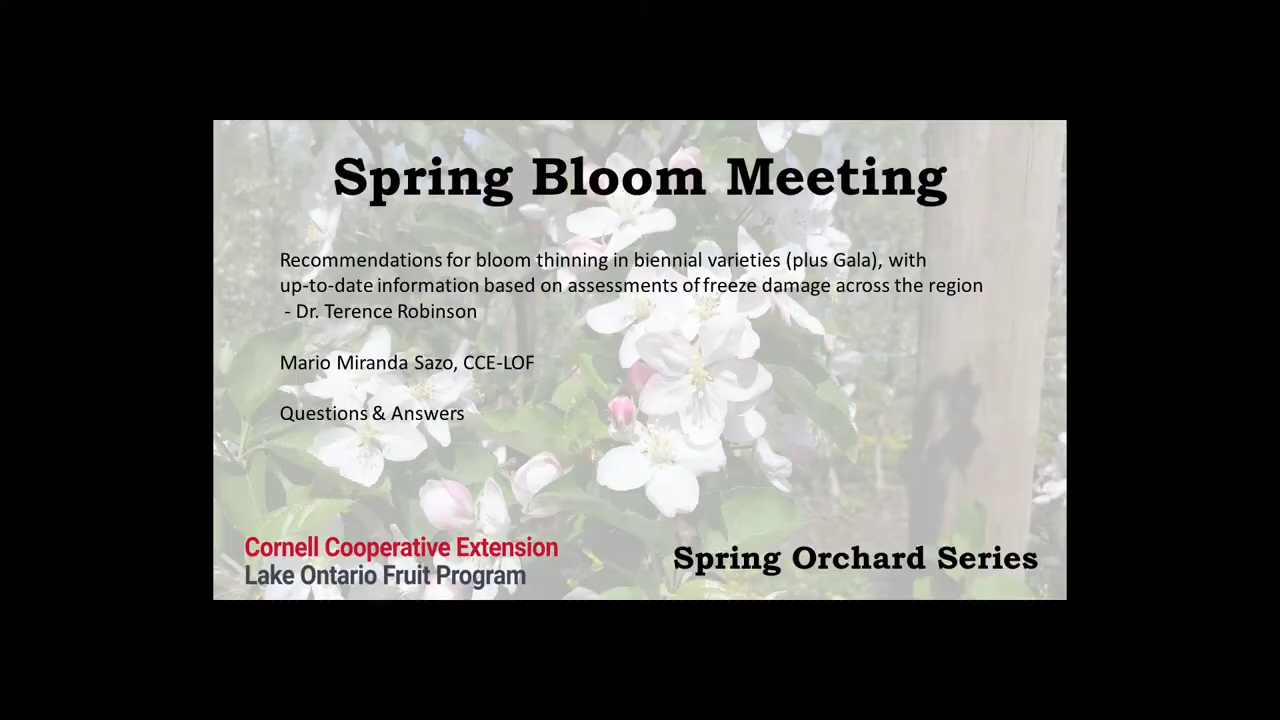 Spring Bloom Meeting
Recommendations for bloom thinning in biennial varieties (plus Gala), with
up-to-date information based on assessments of freeze damage across the region
- Dr. Terence Robinson
Mario Miranda Sazo, CCE-LOF
Questions & Answers
Cornell Cooperative Extension
Lake Ontario Fruit Program
Spring Orchard Series